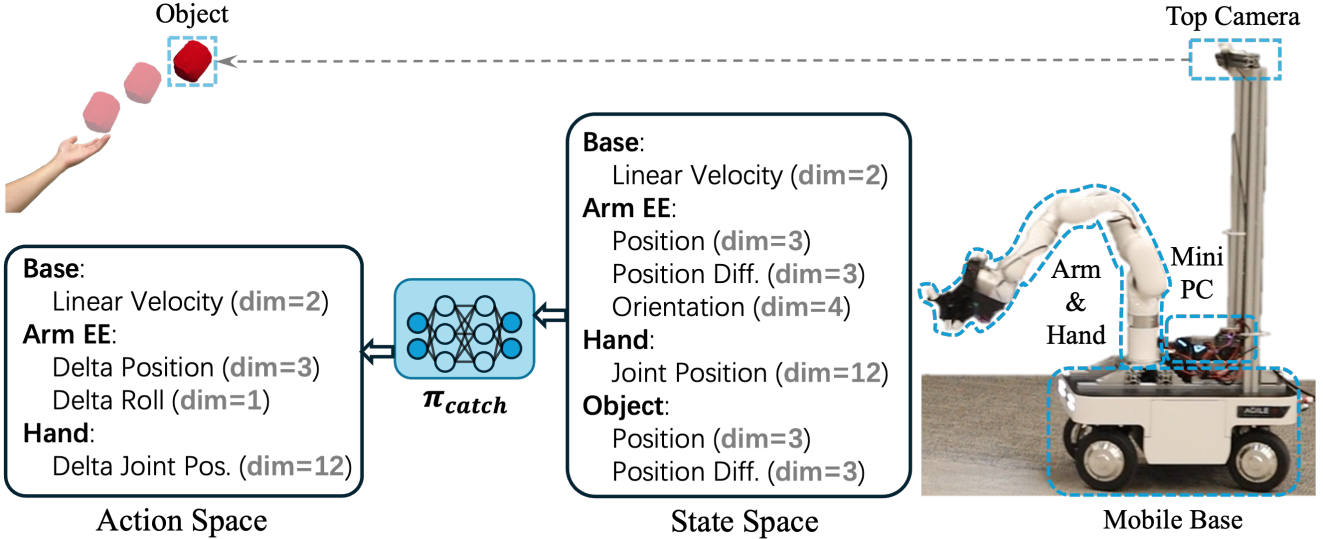 Object
Top Camera
Base:
Linear Velocity (dim=2)
Arm EE:
Position (dim=3)
Position Diff. (dim=3)
Orientation (dim=4)
Hand:
Joint Position (dim=12)
Object:
Position (dim=3)
Position Diff. (dim=3)
State Space
Base:
Linear Velocity (dim=2)
Arm EE:
Delta Position (dim=3)
Delta Roll (dim=1)
Hand:
Delta Joint Pos. (dim=12)
Action Space
π_catch
Arm
&
Hand
Mini
PC
AGILE
Mobile Base